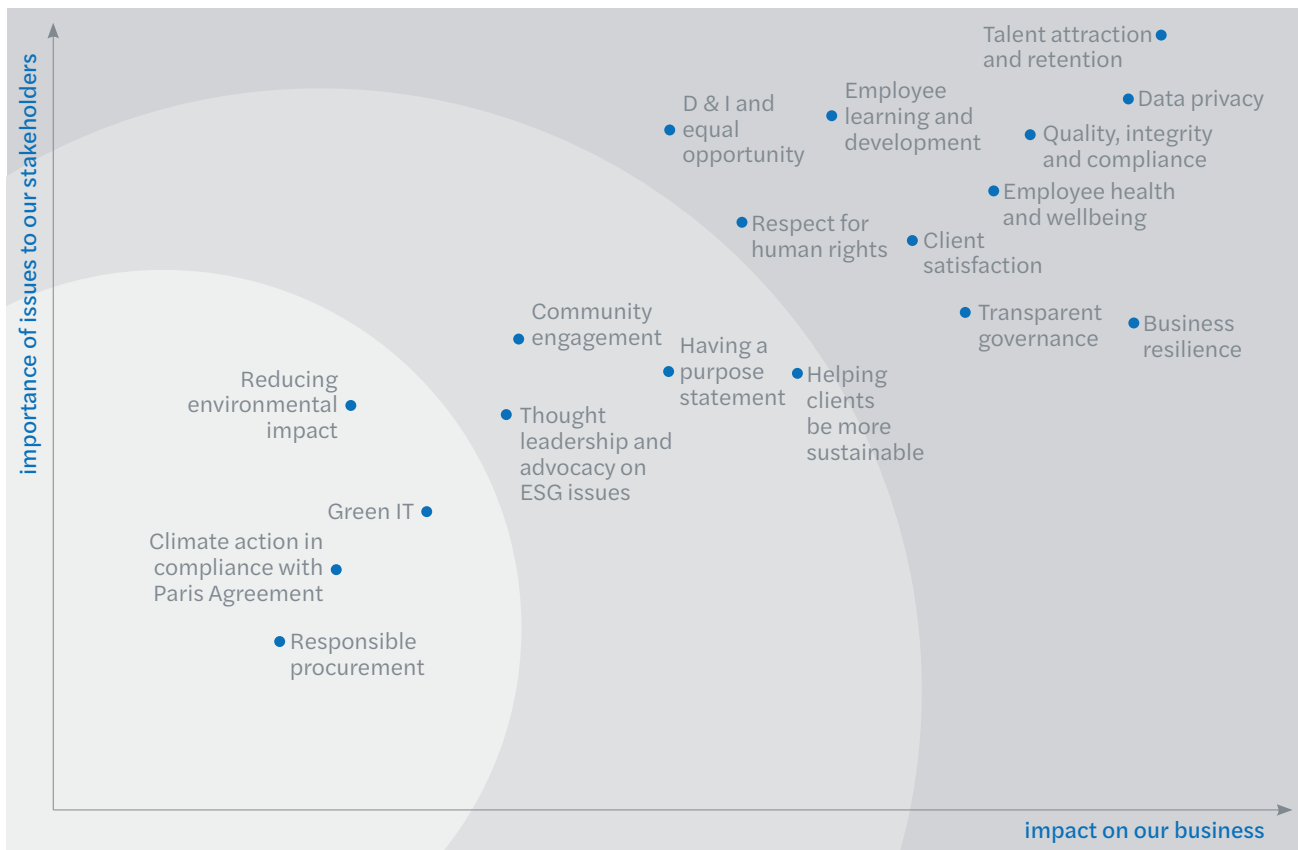 importance of issues to our stakeholders
Talent attraction
and retention
Data privacy
Employee
learning and
development
D & I and
equal
opportunity
Quality, integrity
and compliance
Employee health
and wellbeing
Respect for
human rights
Client
satisfaction
Transparent
governance
Business
resilience
Community
engagement
Having a
purpose
statement
Helping
clients
be more
sustainable
Reducing
environmental
impact
Thought
leadership and
advocacy on
ESG issues
Green IT
Climate action in
compliance with
Paris Agreement
Responsible
procurement
impact on our business